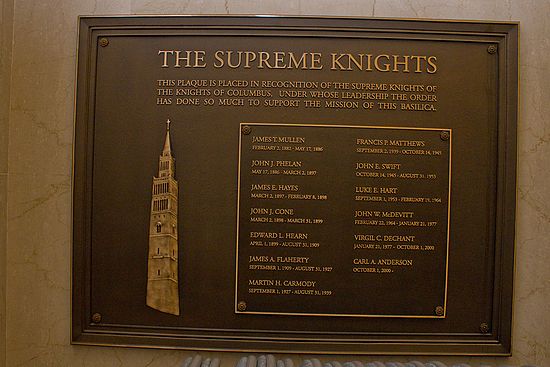 THE SUPREME KNIGHTS
THIS PLAQUE IS PLACED IN RECOGNITION OF THE SUPREME KNIGHTS OF
THE KNIGHTS OF COLUMBUS, UNDER WHOSE LEADERSHIP THE ORDER
HAS DONE SO MUCH TO SUPPORT THE MISSION OF THIS BASILICA.
JAMES T. MULLEN
FEBRUARY 2, 1882 - MAY 17, 1886
JOHN J. PHELAN
MAY 17, 1886 - MARCH 2, 1897
JAMES E. HAYES
MARCH 2, 1897 - FEBRUARY 8, 1898
JOHN J. CONE
MARCH 2, 1898 - MARCH 31, 1899
EDWARD L. HEARN
APRIL 1, 1899 - AUGUST 31, 1909
JAMES A. FLAHERTY
SEPTEMBER 1, 1909 - AUGUST 31, 1927
MARTIN H. CARMODY
SEPTEMBER 1, 1927 - AUGUST 31, 1939
FRANCIS P. MATTHEWS
SEPTEMBER 2, 1939 - OCTOBER 14, 1945
JOHN E. SWIFT
OCTOBER 14, 1945 - AUGUST 31, 1953
LUKE E. HART
SEPTEMBER 1, 1953 - FEBRUARY 19, 1964
JOHN W. McDEVITT
FEBRUARY 22, 1964 - JANUARY 21, 1977
VIRGIL C. DECHANT
JANUARY 21, 1977 - OCTOBER 1, 2000
CARL A. ANDERSON
OCTOBER 1, 2000 -